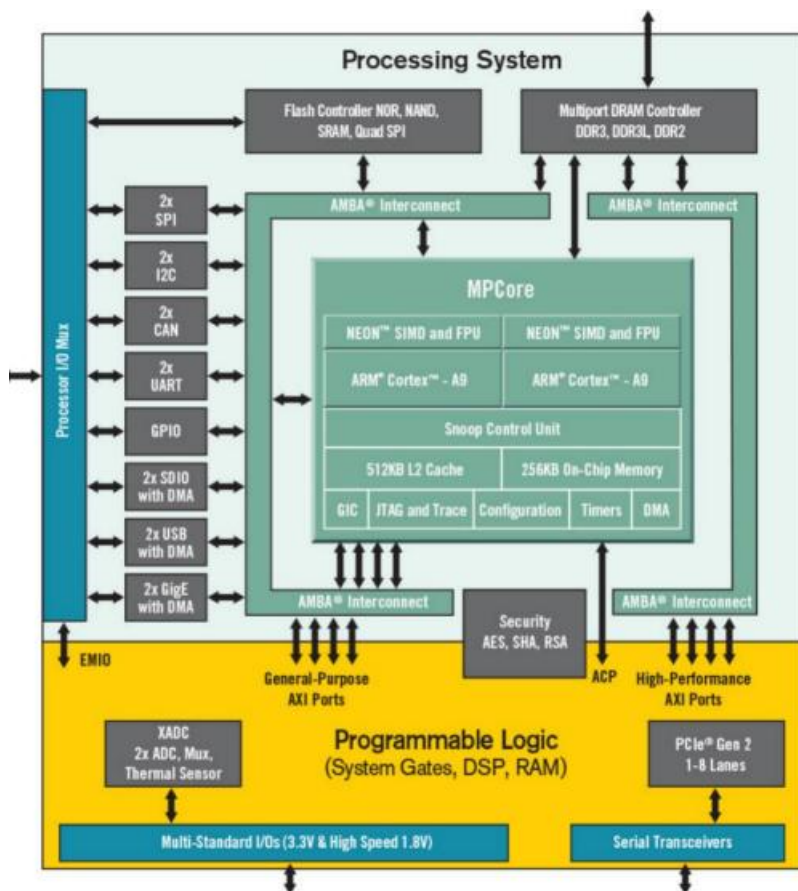 Processing System
Flash Controller NOR, NAND,
SRAM, Quad SPI
Multiport DRAM Controller
DDR3, DDR3L, DDR2
Processor I/O Mux
2x
SPI
2x
I2C
2x
CAN
2x
UART
GPIO
2x SDIO
with DMA
2x USB
with DMA
2x GigE
with DMA
AMBA® Interconnect
AMBA® Interconnect
MPCore
NEON™ SIMD and FPU
NEON™ SIMD and FPU
ARM® Cortex™ - A9
ARM® Cortex™ - A9
Snoop Control Unit
512KB L2 Cache
256KB On-Chip Memory
GIC
JTAG and Trace
Configuration
Timers
DMA
AMBA® Interconnect
AMBA® Interconnect
Security
AES, SHA, RSA
EMIO
General-Purpose
AXI Ports
ACP
High-Performance
AXI Ports
XADC
2x ADC, Mux,
Thermal Sensor
Programmable Logic
(System Gates, DSP, RAM)
PCIe® Gen 2
1-8 Lanes
Multi-Standard I/Os (3.3V & High Speed 1.8V)
Serial Transceivers